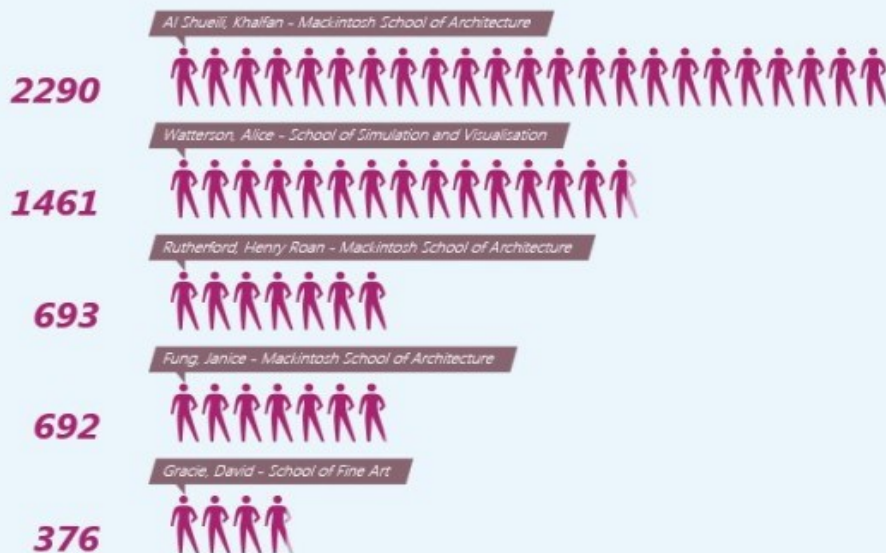 Al Shueili, Khalfan - Mackintosh School of Architecture
2290
Watterson, Alice - School of Simulation and Visualisation
1461
Rutherford, Henry Roan - Mackintosh School of Architecture
693
Fung, Janice - Mackintosh School of Architecture
692
Gracie, David - School of Fine Art
376